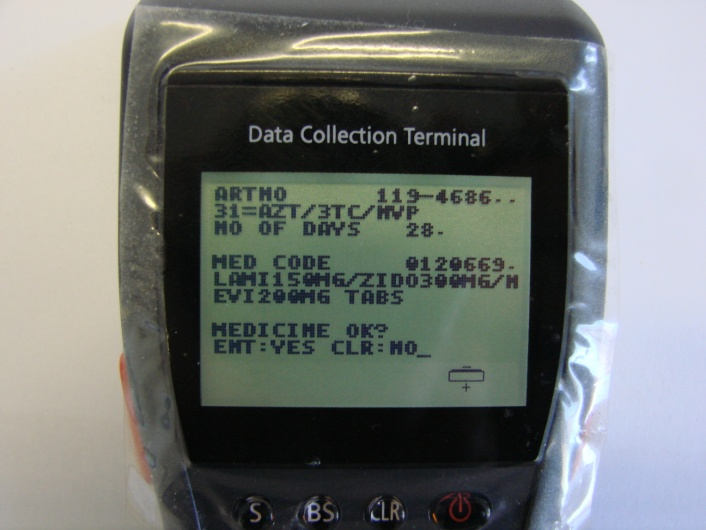 Data Collection Terminal
ARTNO 119-4686..
31=AZT/3TC/NVP
NO OF DAYS 28.
MED CODE 0120669.
LAMI150MG/ZIDO300MG/N
EVI200MG TABS
MEDICINE OK?
ENT:YES CLR:NO_
S BS CLR